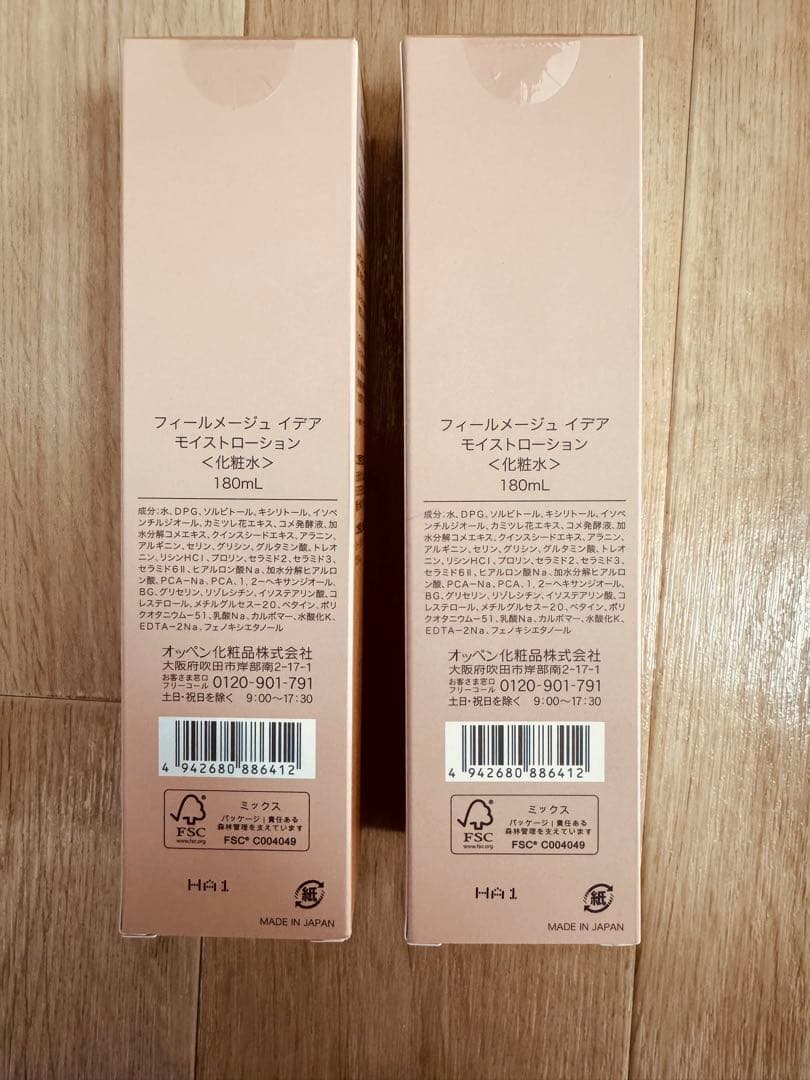 フィールメージュ イデア
モイストローション
＜化粧水＞
180mL
成分:水、DPG、ソルビトール、キシリトール、イソペ
ンチルジオール、カミツレ花エキス、コメ発酵液、加
水分解コメエキス、クインスシードエキス、アラニン、
アルギニン、セリン、グリシン、グルタミン酸、トレオ
ニン、リシンHCl、プロリン、セラミド2、セラミド3、
セラミド6Ⅱ、ヒアルロン酸Na、加水分解ヒアルロ
ン酸、PCA-Na、PCA、1,2-ヘキサンジオール、
BG、グリセリン、リゾレシチン、イソステアリン酸、コ
レステロール、メチルグルセス-20、ベタイン、ポリ
クオタニウム-51、乳酸Na、カルボマー、水酸化K、
EDTA-2Na、フェノキシエタノール
オッペン化粧品株式会社
大阪府吹田市岸部南2-17-1
お客さま窓口
フリーコール 0120-901-791
土日・祝日を除く 9:00～17:30
4 942680 886412
FSC
www.fsc.org
ミックス
パッケージ | 責任ある
森林管理を支えています
FSC® C004049
HA1
紙
MADE IN JAPAN
フィールメージュ イデア
モイストローション
＜化粧水＞
180mL
成分:水、DPG、ソルビトール、キシリトール、イソペ
ンチルジオール、カミツレ花エキス、コメ発酵液、加
水分解コメエキス、クインスシードエキス、アラニン、
アルギニン、セリン、グリシン、グルタミン酸、トレオ
ニン、リシンHCl、プロリン、セラミド2、セラミド3、
セラミド6Ⅱ、ヒアルロン酸Na、加水分解ヒアルロ
ン酸、PCA-Na、PCA、1,2-ヘキサンジオール、
BG、グリセリン、リゾレシチン、イソステアリン酸、コ
レステロール、メチルグルセス-20、ベタイン、ポリ
クオタニウム-51、乳酸Na、カルボマー、水酸化K、
EDTA-2Na、フェノキシエタノール
オッペン化粧品株式会社
大阪府吹田市岸部南2-17-1
お客さま窓口
フリーコール 0120-901-791
土日・祝日を除く 9:00～17:30
4 942680 886412
FSC
www.fsc.org
ミックス
パッケージ | 責任ある
森林管理を支えています
FSC® C004049
HA1
紙
MADE IN JAPAN